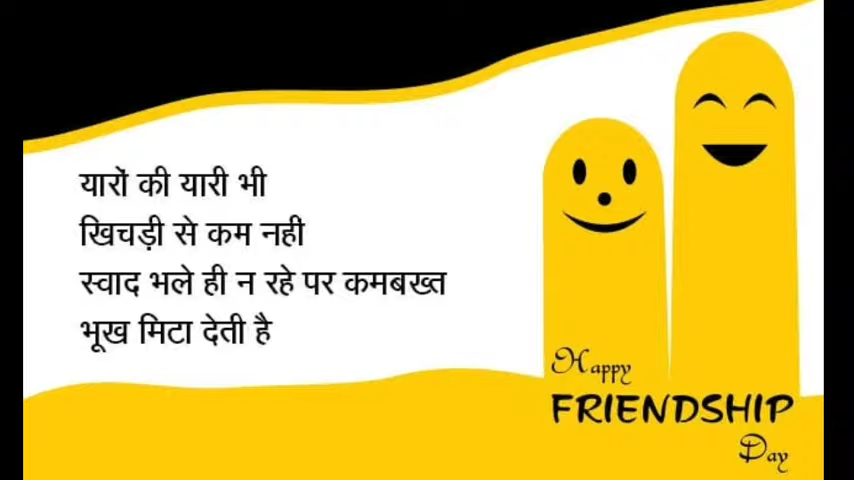 यारों की यारी भी
खिचड़ी से कम नही
स्वाद भले ही न रहे पर कमबख्त
भूख मिटा देती है
Happy
FRIENDSHIP
Day